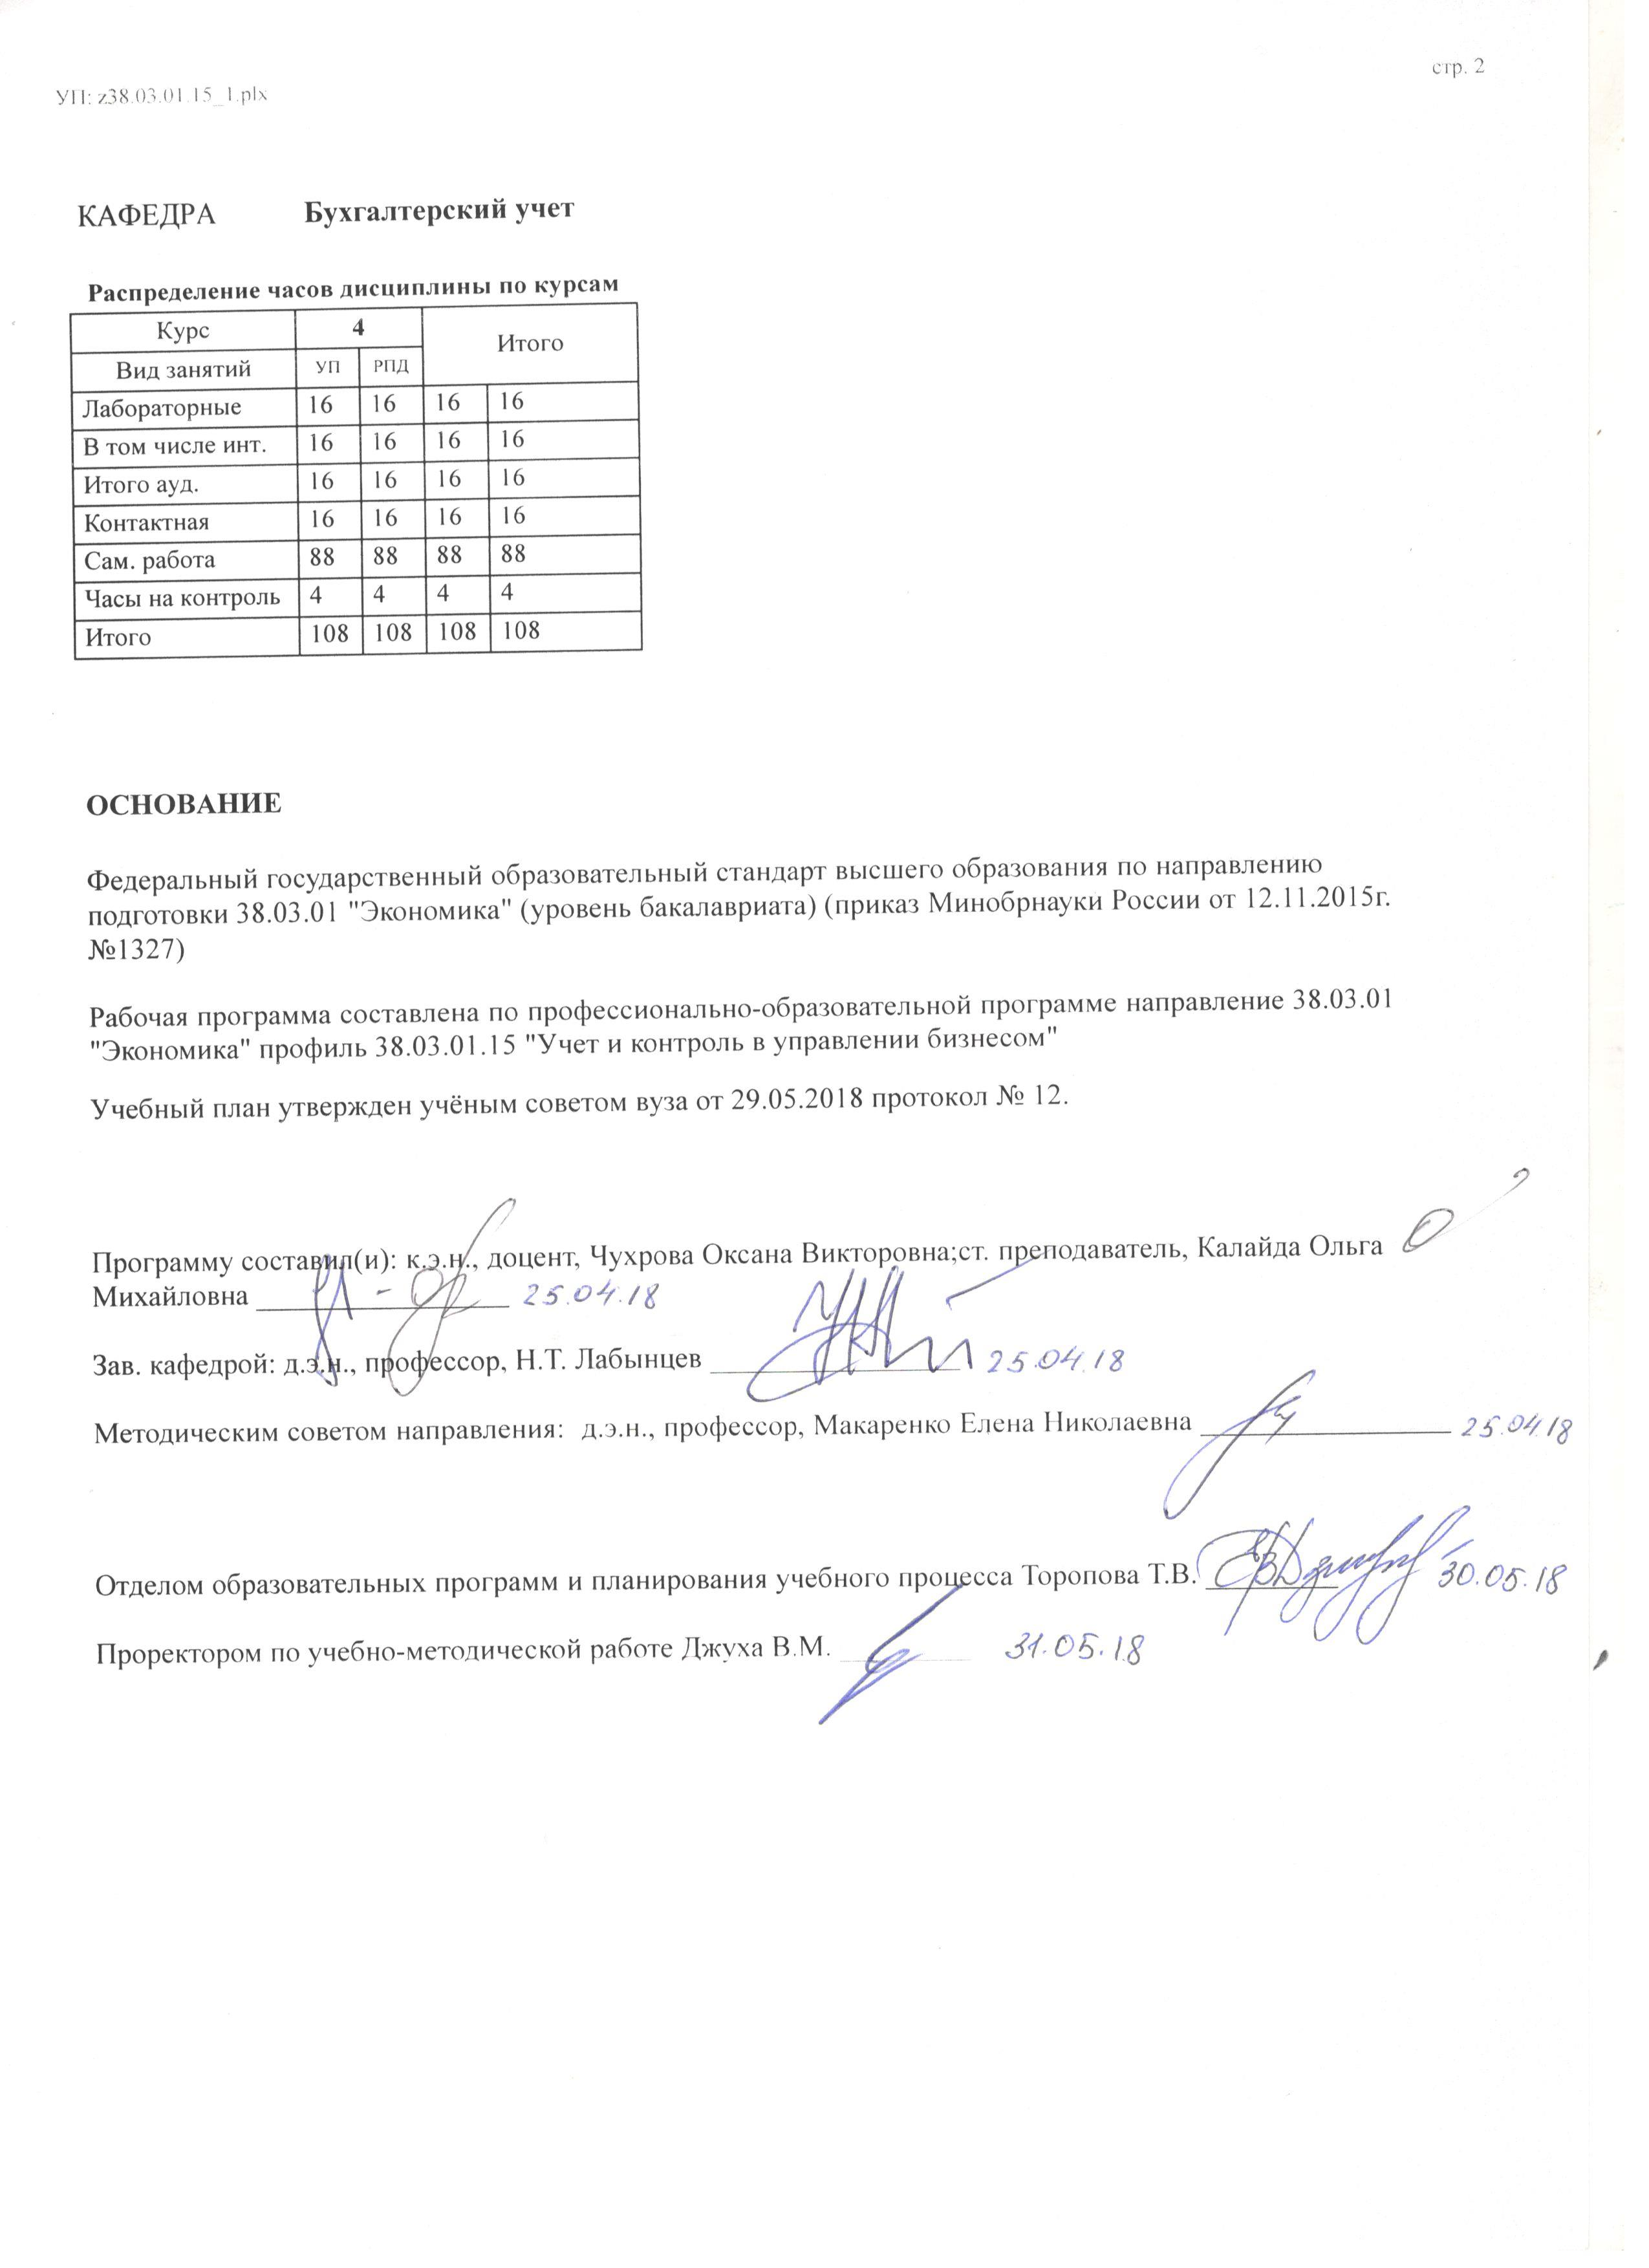 стр. 2
УП: z38.03.01.15_1.plx
КАФЕДРА Бухгалтерский учет
Распределение часов дисциплины по курсам
Курс 4 Итого
Вид занятий УП РПД
Лабораторные 16 16 16 16
В том числе инт. 16 16 16 16
Итого ауд. 16 16 16 16
Контактная 16 16 16 16
Сам. работа 88 88 88 88
Часы на контроль 4 4 4 4
Итого 108 108 108 108
ОСНОВАНИЕ
Федеральный государственный образовательный стандарт высшего образования по направлению
подготовки 38.03.01 "Экономика" (уровень бакалавриата) (приказ Минобрнауки России от 12.11.2015г.
№1327)
Рабочая программа составлена по профессионально-образовательной программе направление 38.03.01
"Экономика" профиль 38.03.01.15 "Учет и контроль в управлении бизнесом"
Учебный план утвержден учёным советом вуза от 29.05.2018 протокол № 12.
Программу составил(и): к.э.н., доцент, Чухрова Оксана Викторовна;ст. преподаватель, Калайда Ольга
Михайловна 25.04.18
Зав. кафедрой: д.э.н., профессор, Н.Т. Лабынцев 25.04.18
Методическим советом направления: д.э.н., профессор, Макаренко Елена Николаевна 25.04.18
Отделом образовательных программ и планирования учебного процесса Торопова Т.В. 30.05.18
Проректором по учебно-методической работе Джуха В.М. 31.05.18